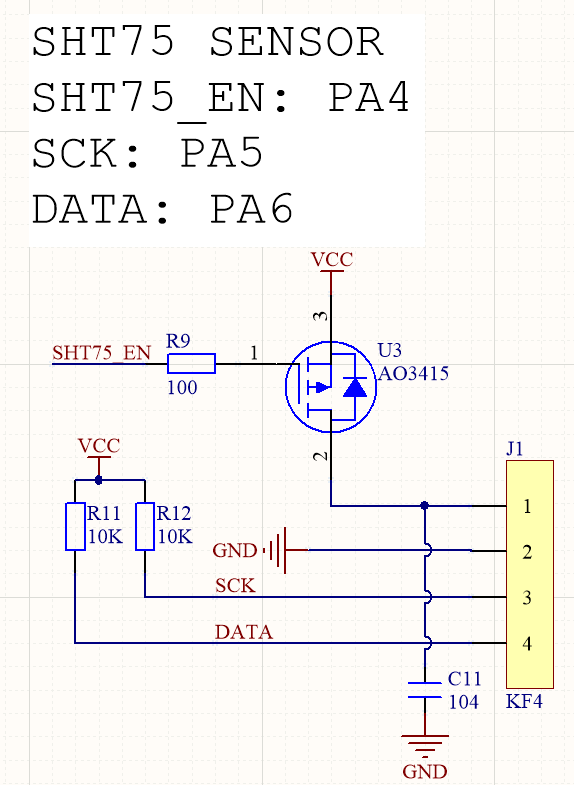 SHT75 SENSOR
SHT75_EN: PA4
SCK: PA5
DATA: PA6
VCC
3
SHT75_EN
R9
100
1
U3
AO3415
2
VCC
R11
10K
R12
10K
J1
1
GND
2
SCK
3
DATA
4
C11
104
KF4
GND